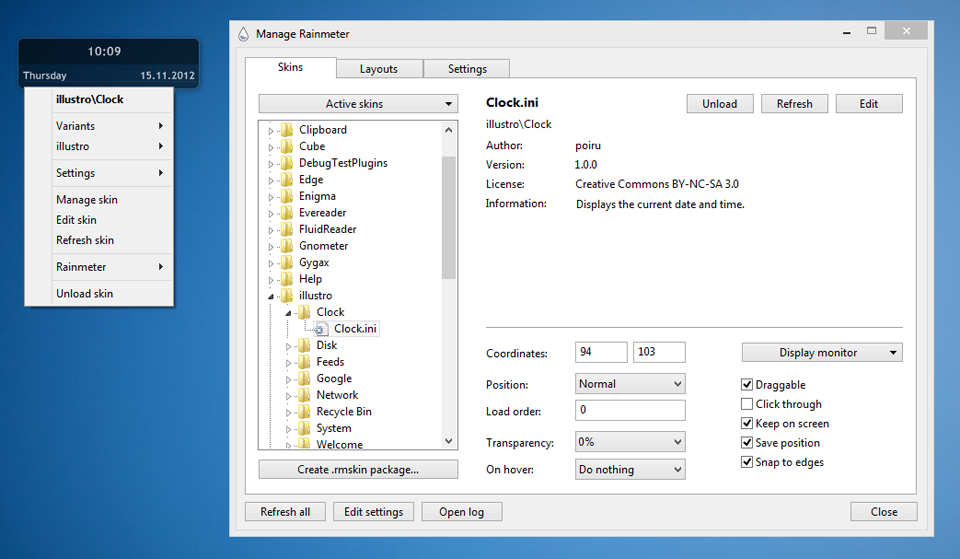 10:09
Thursday 15.11.2012
illustro\Clock
Variants
illustro
Settings
Manage skin
Edit skin
Refresh skin
Rainmeter
Unload skin
Manage Rainmeter
Skins Layouts Settings
Active skins
Clipboard
Cube
DebugTestPlugins
Edge
Enigma
Evereader
FluidReader
Gnometer
Gygax
Help
illustro
Clock
Clock.ini
Disk
Feeds
Google
Network
Recycle Bin
System
Welcome
Create .rmskin package...
Clock.ini Unload Refresh Edit
illustro\Clock
Author: poiru
Version: 1.0.0
License: Creative Commons BY-NC-SA 3.0
Information: Displays the current date and time.
Coordinates: 94 103 Display monitor
Position: Normal
Load order: 0
Transparency: 0%
On hover: Do nothing
Draggable
Click through
Keep on screen
Save position
Snap to edges
Refresh all Edit settings Open log Close